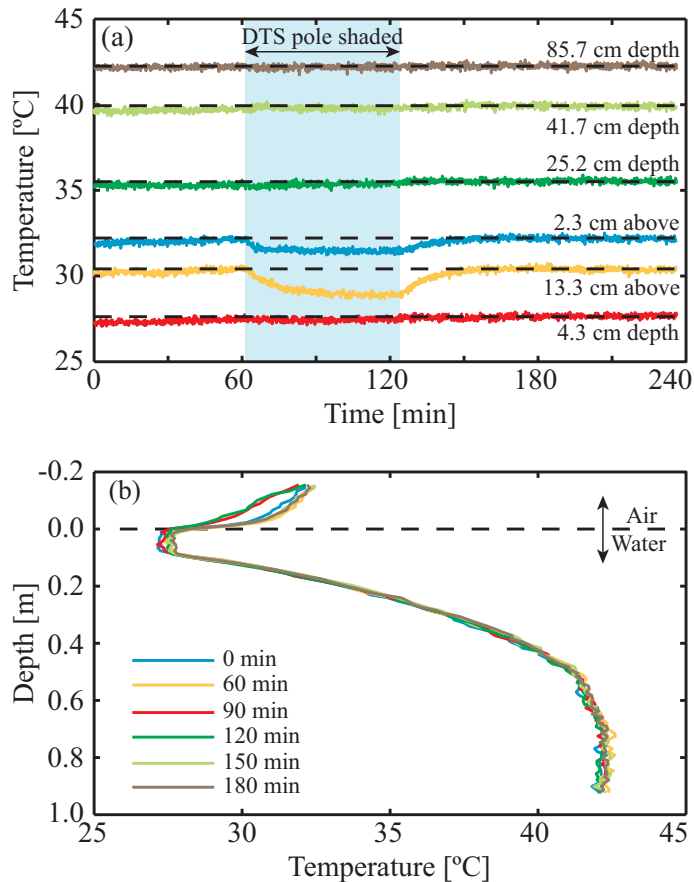 (a)
DTS pole shaded
85.7 cm depth
41.7 cm depth
25.2 cm depth
2.3 cm above
13.3 cm above
4.3 cm depth
Temperature [ºC]
45
40
35
30
25
0
60
120
180
240
Time [min]
(b)
Air
Water
Depth [m]
-0.2
0.0
0.2
0.4
0.6
0.8
1.0
0 min
60 min
90 min
120 min
150 min
180 min
25
30
35
40
45
Temperature [ºC]